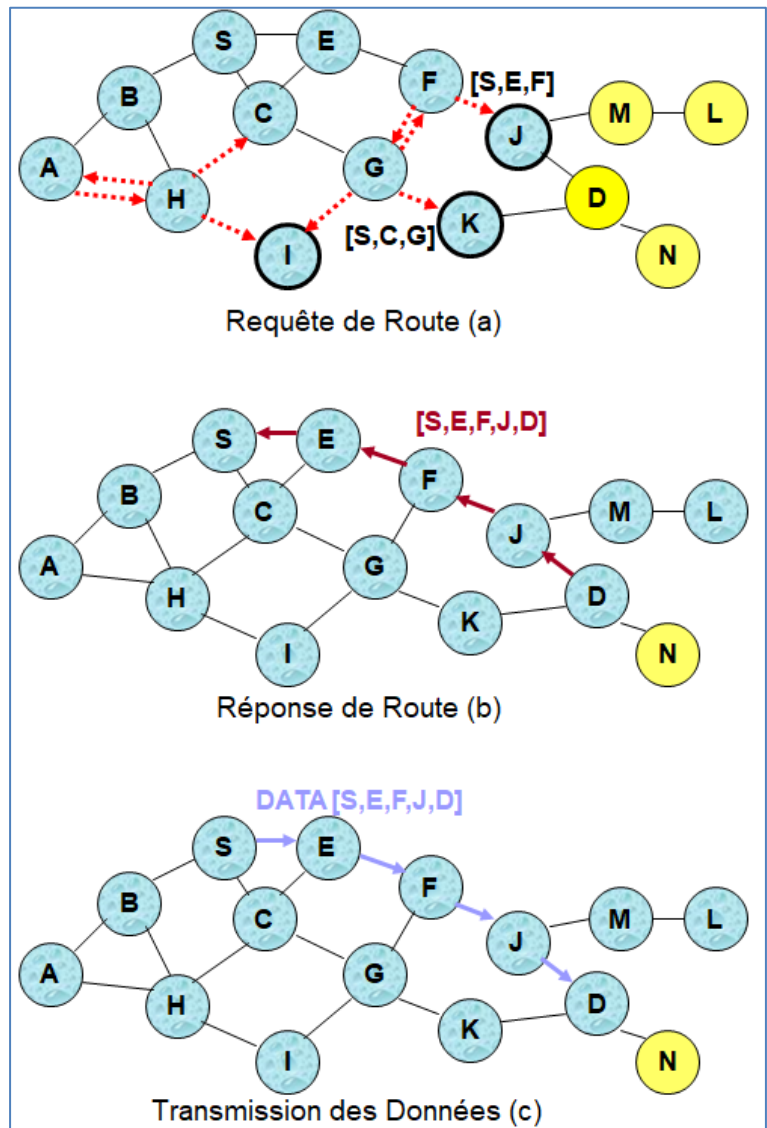 S
E
F
[S,E,F]
B
C
J
M
L
A
H
G
D
K
[S,C,G]
I
N
Requête de Route (a)
S
E
[S,E,F,J,D]
F
B
C
J
M
L
A
H
G
D
K
I
N
Réponse de Route (b)
DATA [S,E,F,J,D]
S
E
F
B
C
J
M
L
A
H
G
D
K
I
N
Transmission des Données (c)